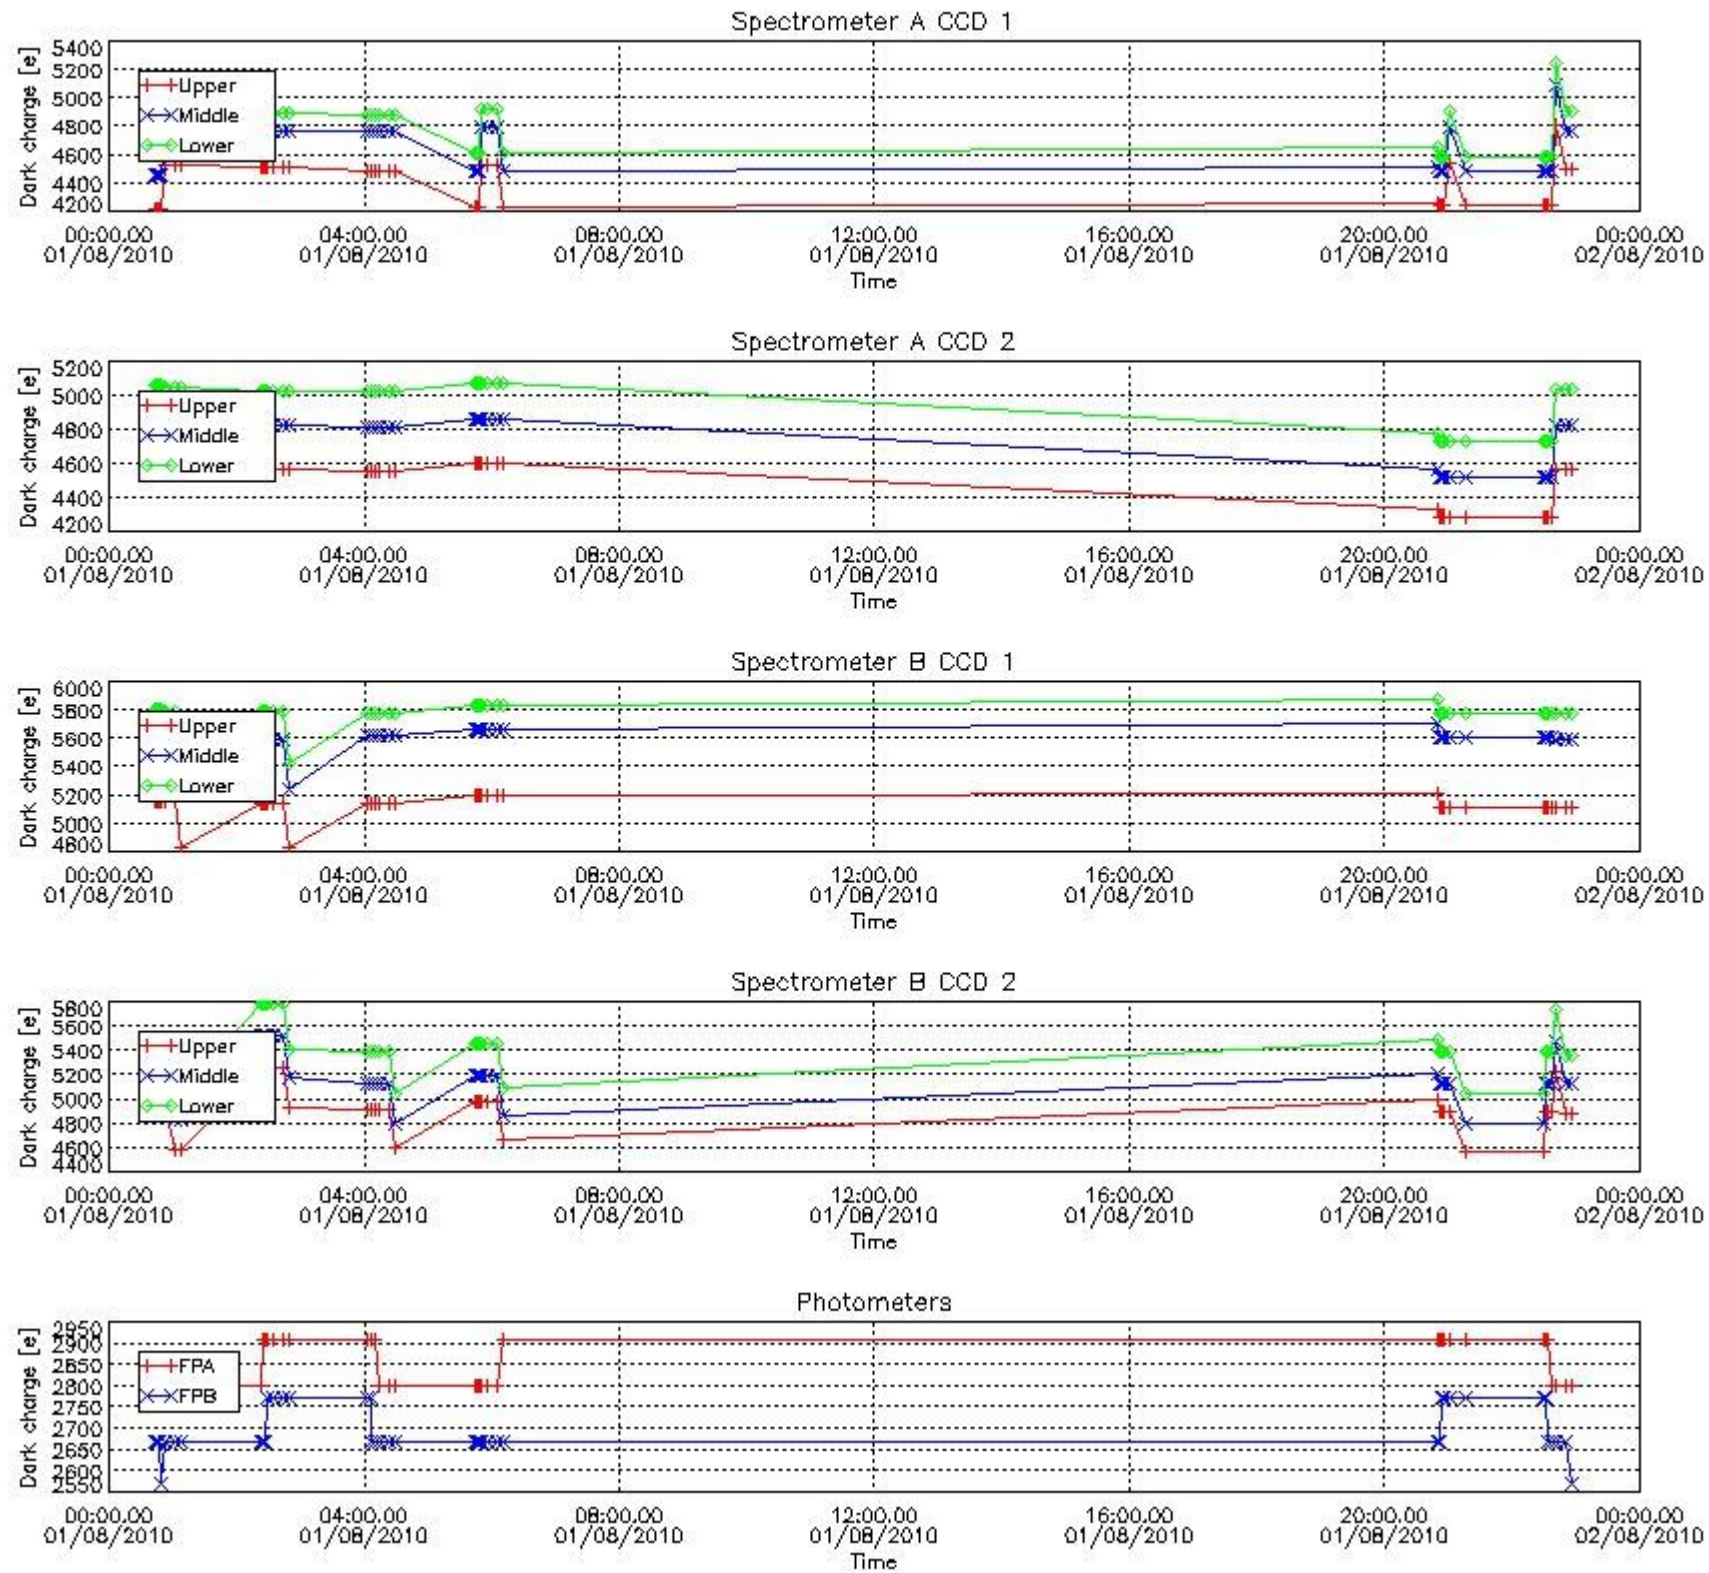 Spectrometer A CCD 1
Dark charge [e]
5400
5200
5000
4800
4600
4400
4200
Upper
Middle
Lower
00:00.00 04:00.00 08:00.00 12:00.00 16:00.00 20:00.00 00:00.00
01/08/2010 01/08/2010 01/08/2010 01/08/2010 01/08/2010 01/08/2010 02/08/2010
Time
Spectrometer A CCD 2
Dark charge [e]
5200
5000
4800
4600
4400
4200
Upper
Middle
Lower
00:00.00 04:00.00 08:00.00 12:00.00 16:00.00 20:00.00 00:00.00
01/08/2010 01/08/2010 01/08/2010 01/08/2010 01/08/2010 01/08/2010 02/08/2010
Time
Spectrometer B CCD 1
Dark charge [e]
6000
5800
5600
5400
5200
5000
4800
Upper
Middle
Lower
00:00.00 04:00.00 08:00.00 12:00.00 16:00.00 20:00.00 00:00.00
01/08/2010 01/08/2010 01/08/2010 01/08/2010 01/08/2010 01/08/2010 02/08/2010
Time
Spectrometer B CCD 2
Dark charge [e]
5800
5600
5400
5200
5000
4800
4600
4400
Upper
Middle
Lower
00:00.00 04:00.00 08:00.00 12:00.00 16:00.00 20:00.00 00:00.00
01/08/2010 01/08/2010 01/08/2010 01/08/2010 01/08/2010 01/08/2010 02/08/2010
Time
Photometers
Dark charge [e]
2950
2900
2850
2800
2750
2700
2650
2600
2550
FPA
FPB
00:00.00 04:00.00 08:00.00 12:00.00 16:00.00 20:00.00 00:00.00
01/08/2010 01/08/2010 01/08/2010 01/08/2010 01/08/2010 01/08/2010 02/08/2010
Time